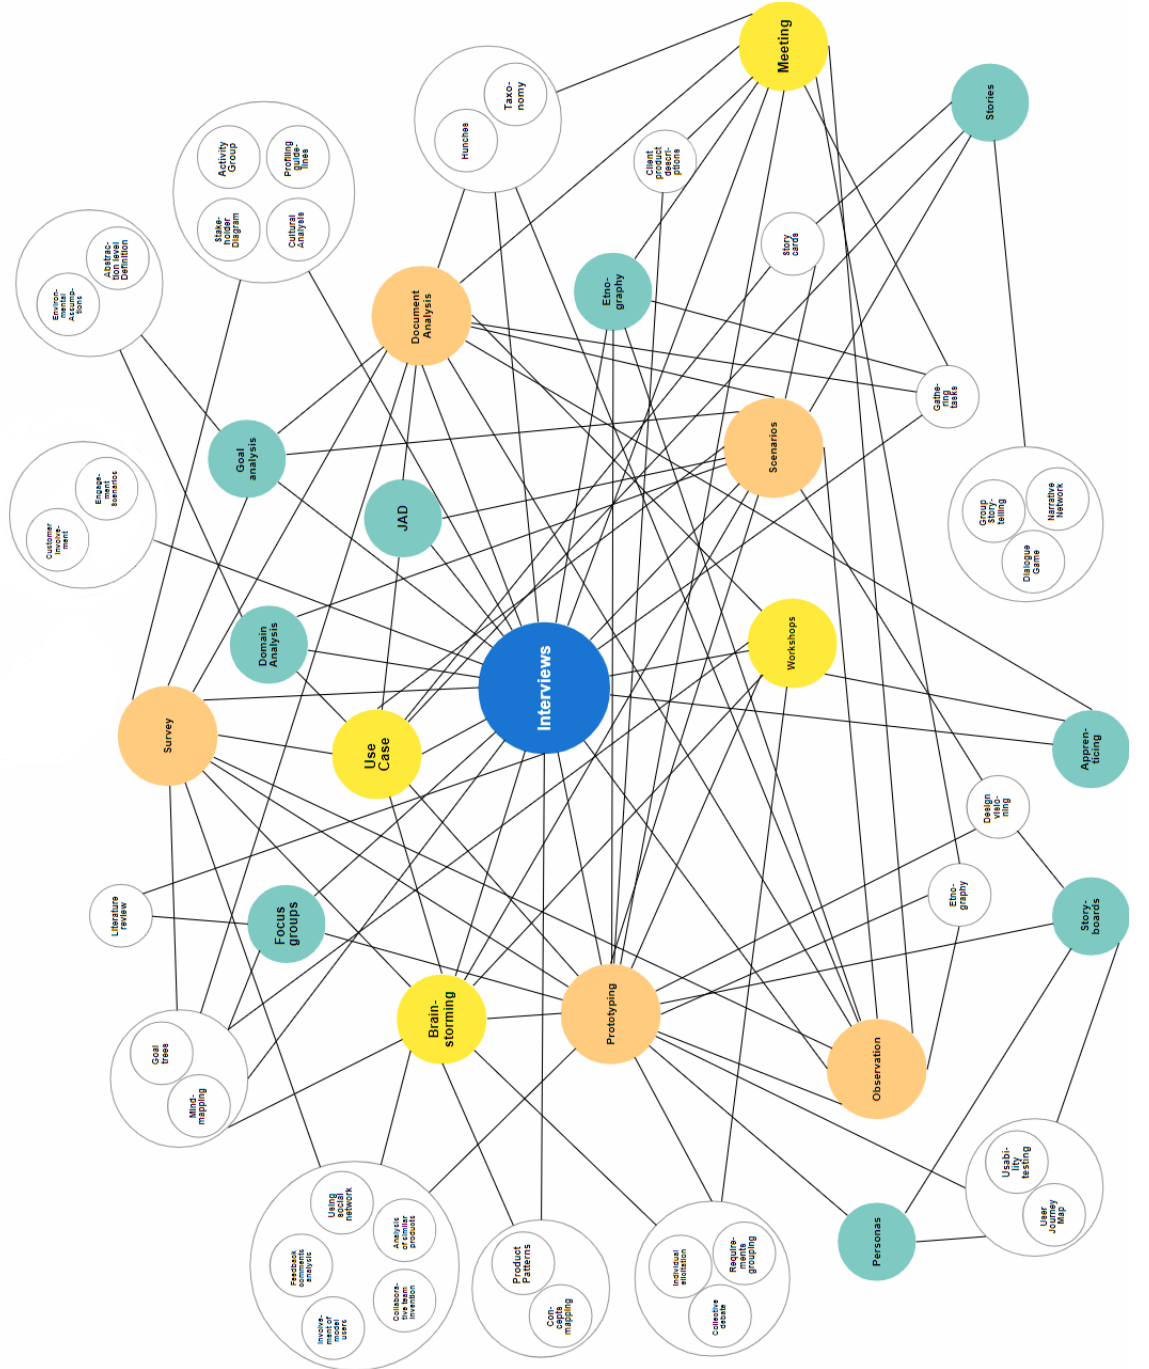 Meeting
Stories
Taxo-
nomy
Hunches
Activity
Group
Profiling
guide-
lines
Stake-
holder
Diagram
Cultural
Analysis
Client
product
descri-
ptions
Story
cards
Abstrac-
tion level
Definition
Environ-
mental
Assump-
tions
Document
Analysis
Etno-
graphy
Gathe-
ring
tasks
Goal
analysis
Scenarios
JAD
Engage-
ment
scenarios
Customer
involve-
ment
Group
Story-
telling
Narrative
Network
Dialogue
Game
Domain
Analysis
Workshops
Interviews
Survey
Use
Case
Appren-
ticing
Design
visio-
ning
Literature
review
Focus
groups
Etno-
graphy
Story-
boards
Brain-
storming
Prototyping
Observation
Goal
trees
Mind-
mapping
Usabi-
lity
testing
User
Journey
Map
Using
social
network
Analysis
of similar
products
Feedback
comments
analysis
Collabora-
tive team
invention
Involve-
ment of
model
users
Product
Patterns
Con-
cepts
mapping
Individual
elicitation
Require-
ments
grouping
Collective
debate
Personas